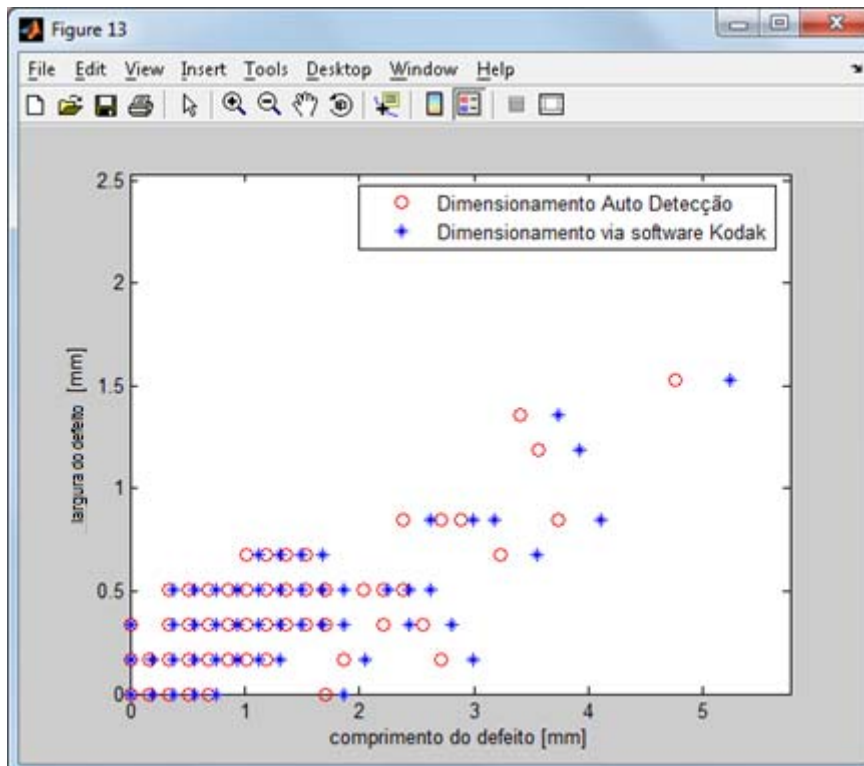 Figure 13
File Edit View Insert Tools Desktop Window Help
2.5
2
1.5
1
0.5
0
0 1 2 3 4 5
largura do defeito [mm]
comprimento do defeito [mm]
Dimensionamento Auto Detecção
Dimensionamento via software Kodak